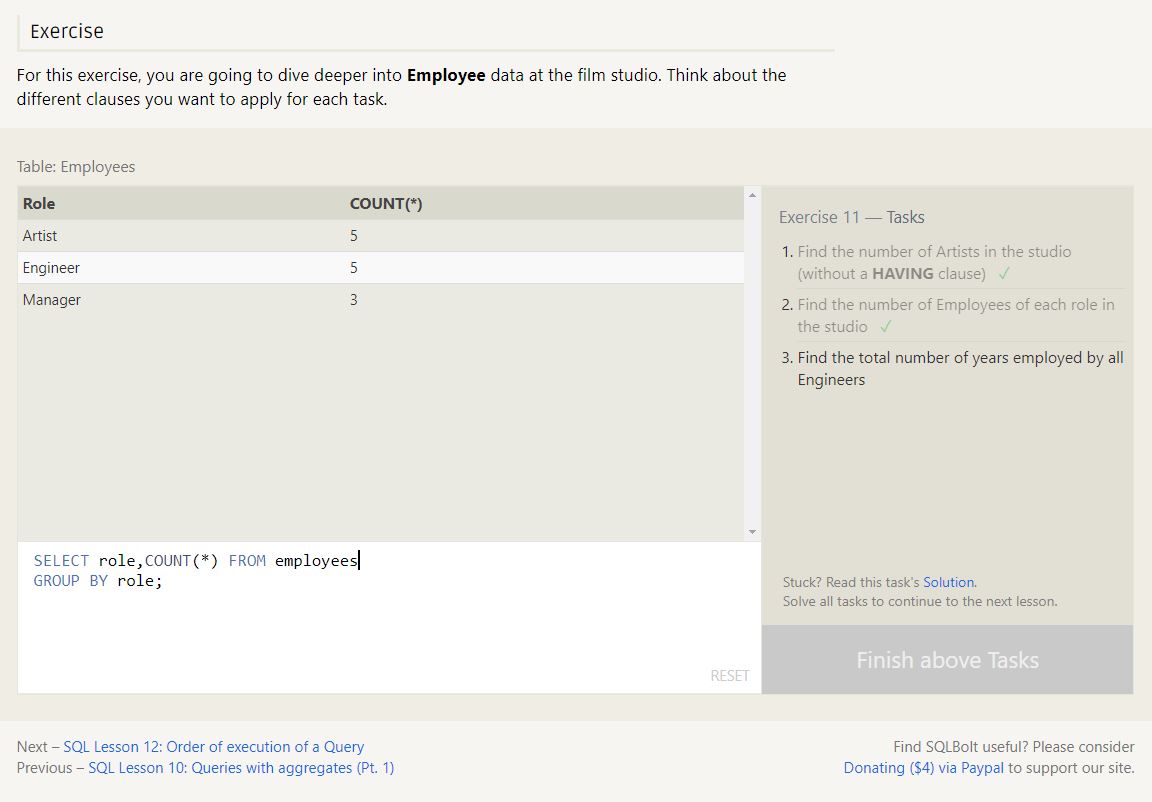 Exercise
For this exercise, you are going to dive deeper into Employee data at the film studio. Think about the
different clauses you want to apply for each task.
Table: Employees
Role COUNT(*)
Artist 5
Engineer 5
Manager 3
SELECT role,COUNT(*) FROM employees
GROUP BY role;
RESET
Exercise 11 — Tasks
1. Find the number of Artists in the studio
(without a HAVING clause) ✓
2. Find the number of Employees of each role in
the studio ✓
3. Find the total number of years employed by all
Engineers
Stuck? Read this task's Solution.
Solve all tasks to continue to the next lesson.
Finish above Tasks
Next – SQL Lesson 12: Order of execution of a Query
Previous – SQL Lesson 10: Queries with aggregates (Pt. 1)
Find SQLBolt useful? Please consider
Donating ($4) via Paypal to support our site.